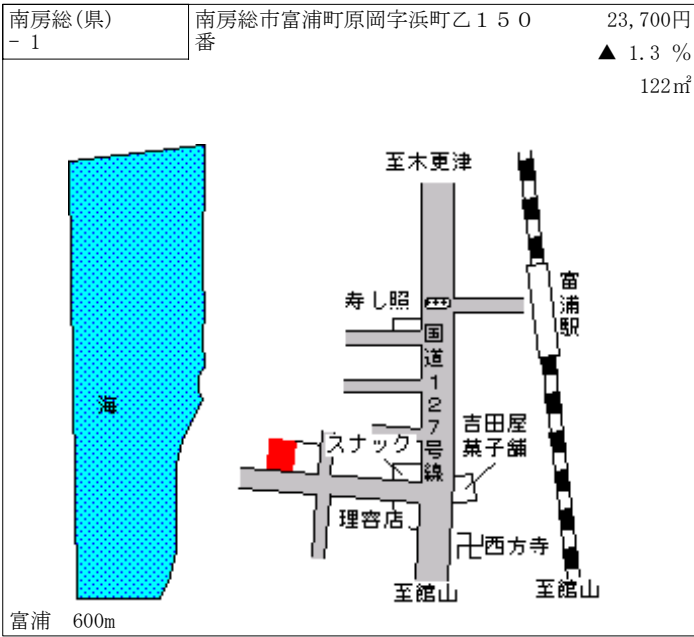 南房総(県)
- 1
南房総市富浦町原岡字浜町乙１５０
番
23,700円
▲ 1.3 %
122㎡
至木更津
寿し照
富浦駅
国道127号線
海
スナック
吉田屋
菓子舗
理容店
卍西方寺
至館山
至館山
富浦　600m